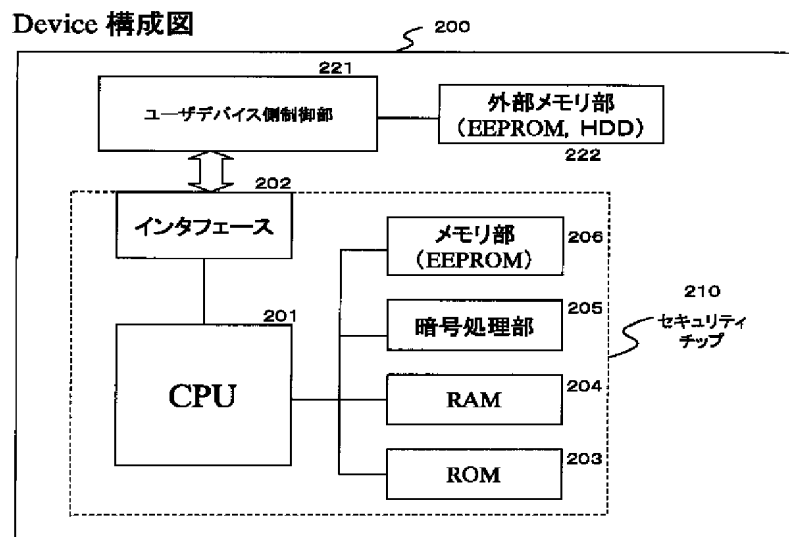 Device 構成図
200
221
ユーザデバイス側制御部
外部メモリ部
(EEPROM, HDD)
222
202
インタフェース
メモリ部
(EEPROM)
206
210
セキュリティ
チップ
201
CPU
暗号処理部
205
RAM
204
ROM
203